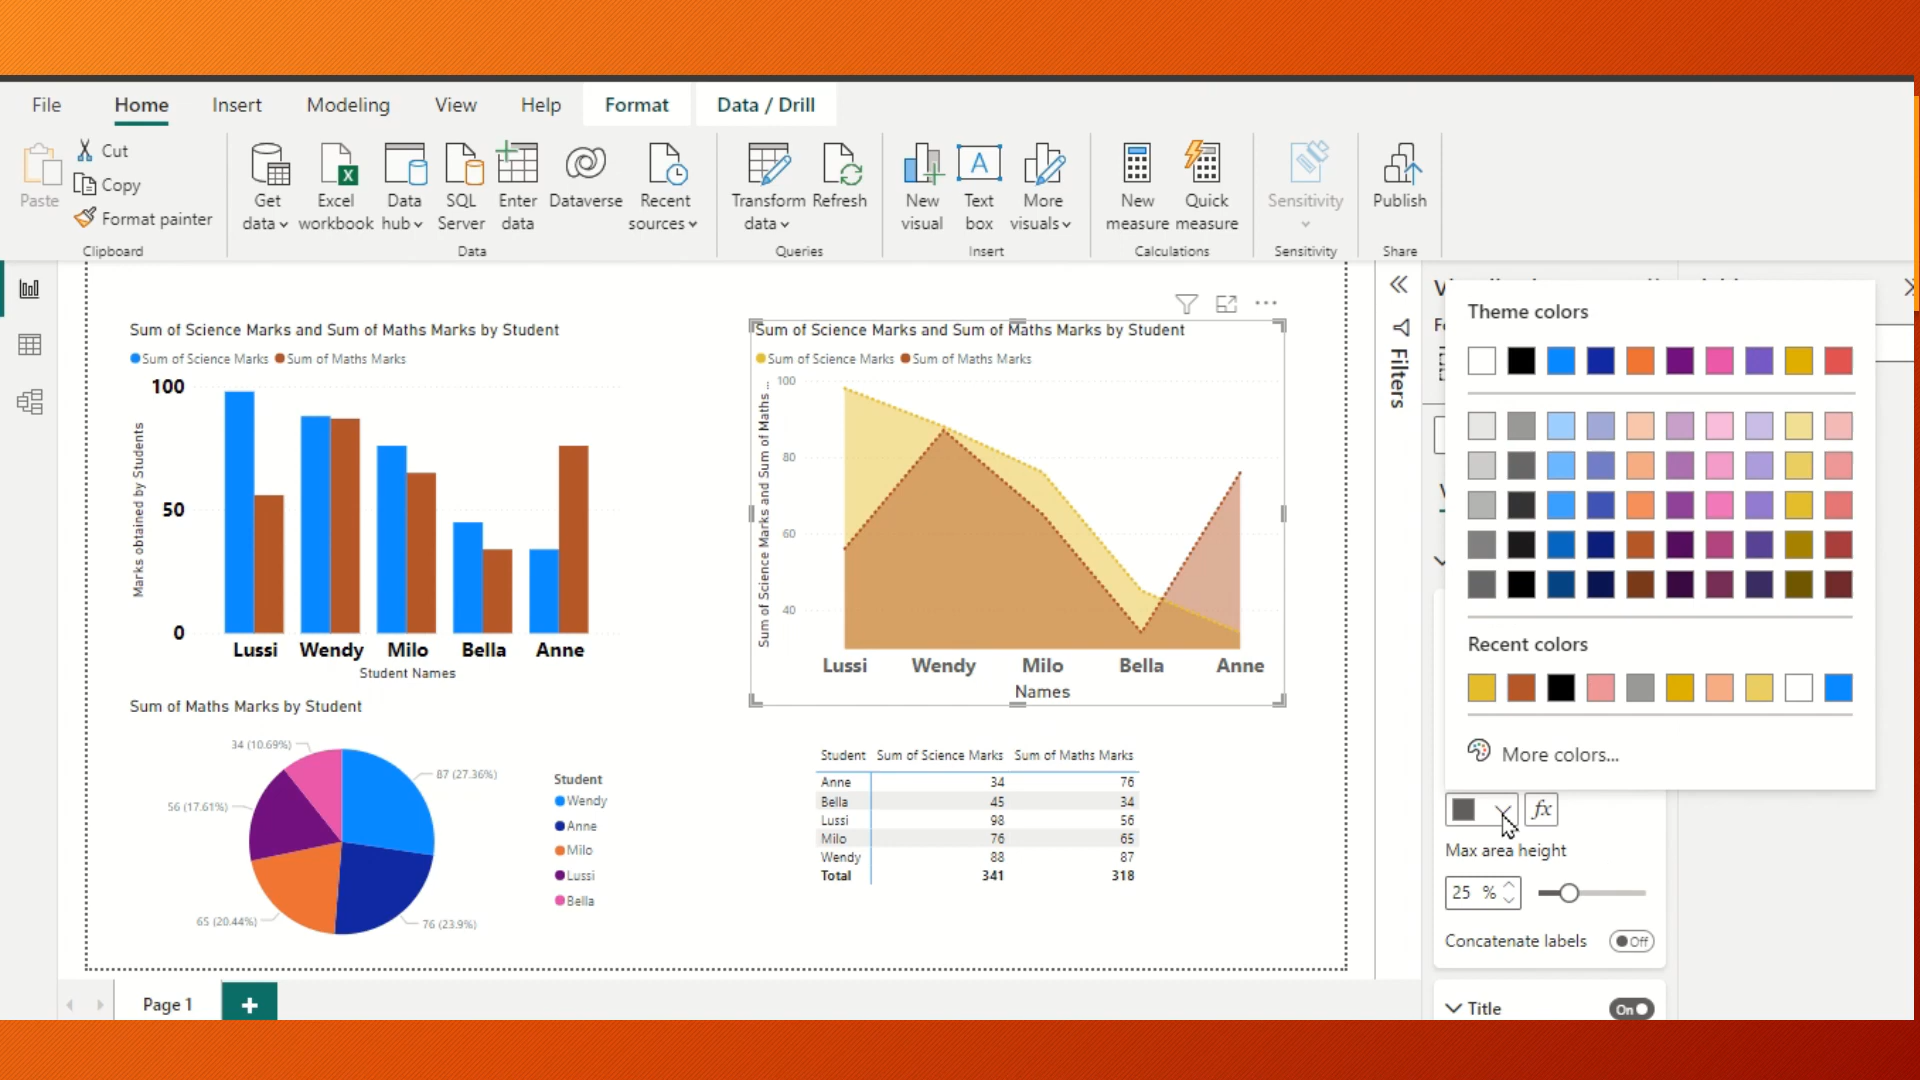 File Home Insert Modeling View Help Format Data / Drill
Paste
Cut
Copy
Format painter
Clipboard
Get data
Excel workbook
Data hub
SQL Server
Enter data
Dataverse
Recent sources
Data
Transform data
Refresh
Queries
New visual
Text box
More visuals
Insert
New measure
Quick measure
Calculations
Sensitivity
Sensitivity
Publish
Share
Sum of Science Marks and Sum of Maths Marks by Student
Sum of Science Marks Sum of Maths Marks
Marks obtained by Students
100
50
0
Lussi Wendy Milo Bella Anne
Student Names
Sum of Science Marks and Sum of Maths Marks by Student
Sum of Science Marks Sum of Maths Marks
Sum of Science Marks and Sum of Maths ...
100
80
60
40
Lussi Wendy Milo Bella Anne
Names
Sum of Maths Marks by Student
34 (10.69%)
87 (27.36%)
56 (17.61%)
65 (20.44%)
76 (23.9%)
Student
Wendy
Anne
Milo
Lussi
Bella
Student Sum of Science Marks Sum of Maths Marks
Anne 34 76
Bella 45 34
Lussi 98 56
Milo 76 65
Wendy 88 87
Total 341 318
Filters
Theme colors
Recent colors
More colors...
fx
Max area height
25 %
Concatenate labels Off
Title On
Page 1 +